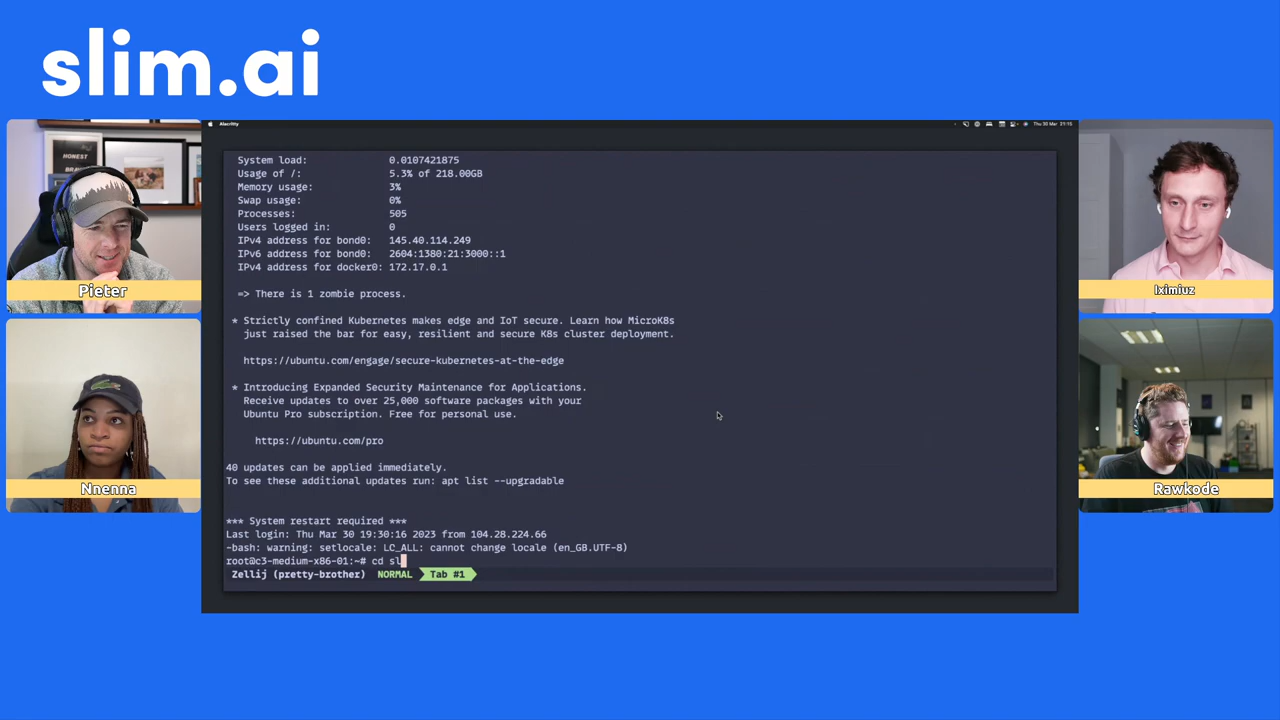 slim.ai
Alacritty
Thu 30 Mar 21:15
HONEST
Pieter
Iximiuz
Nnenna
Rawkode
System load: 0.0107421875
Usage of /: 5.3% of 218.00GB
Memory usage: 3%
Swap usage: 0%
Processes: 505
Users logged in: 0
IPv4 address for bond0: 145.40.114.249
IPv6 address for bond0: 2604:1380:21:3000::1
IPv4 address for docker0: 172.17.0.1
=> There is 1 zombie process.
* Strictly confined Kubernetes makes edge and IoT secure. Learn how MicroK8s
just raised the bar for easy, resilient and secure K8s cluster deployment.
https://ubuntu.com/engage/secure-kubernetes-at-the-edge
* Introducing Expanded Security Maintenance for Applications.
Receive updates to over 25,000 software packages with your
Ubuntu Pro subscription. Free for personal use.
https://ubuntu.com/pro
40 updates can be applied immediately.
To see these additional updates run: apt list --upgradable
*** System restart required ***
Last login: Thu Mar 30 19:30:16 2023 from 104.28.224.66
-bash: warning: setlocale: LC_ALL: cannot change locale (en_GB.UTF-8)
root@c3-medium-x86-01:~# cd sl
Zellij (pretty-brother) NORMAL Tab #1